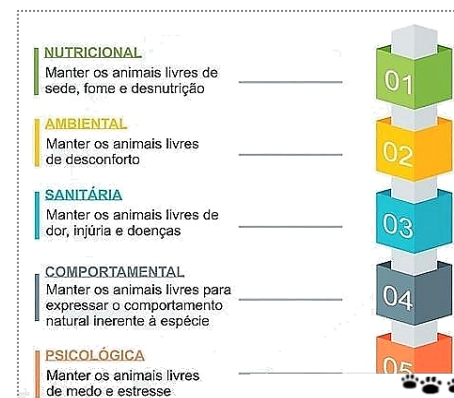 NUTRICIONAL
Manter os animais livres de
sede, fome e desnutrição
01
AMBIENTAL
Manter os animais livres
de desconforto
02
SANITÁRIA
Manter os animais livres de
dor, injúria e doenças
03
COMPORTAMENTAL
Manter os animais livres para
expressar o comportamento
natural inerente à espécie
04
PSICOLÓGICA
Manter os animais livres
de medo e estresse
05